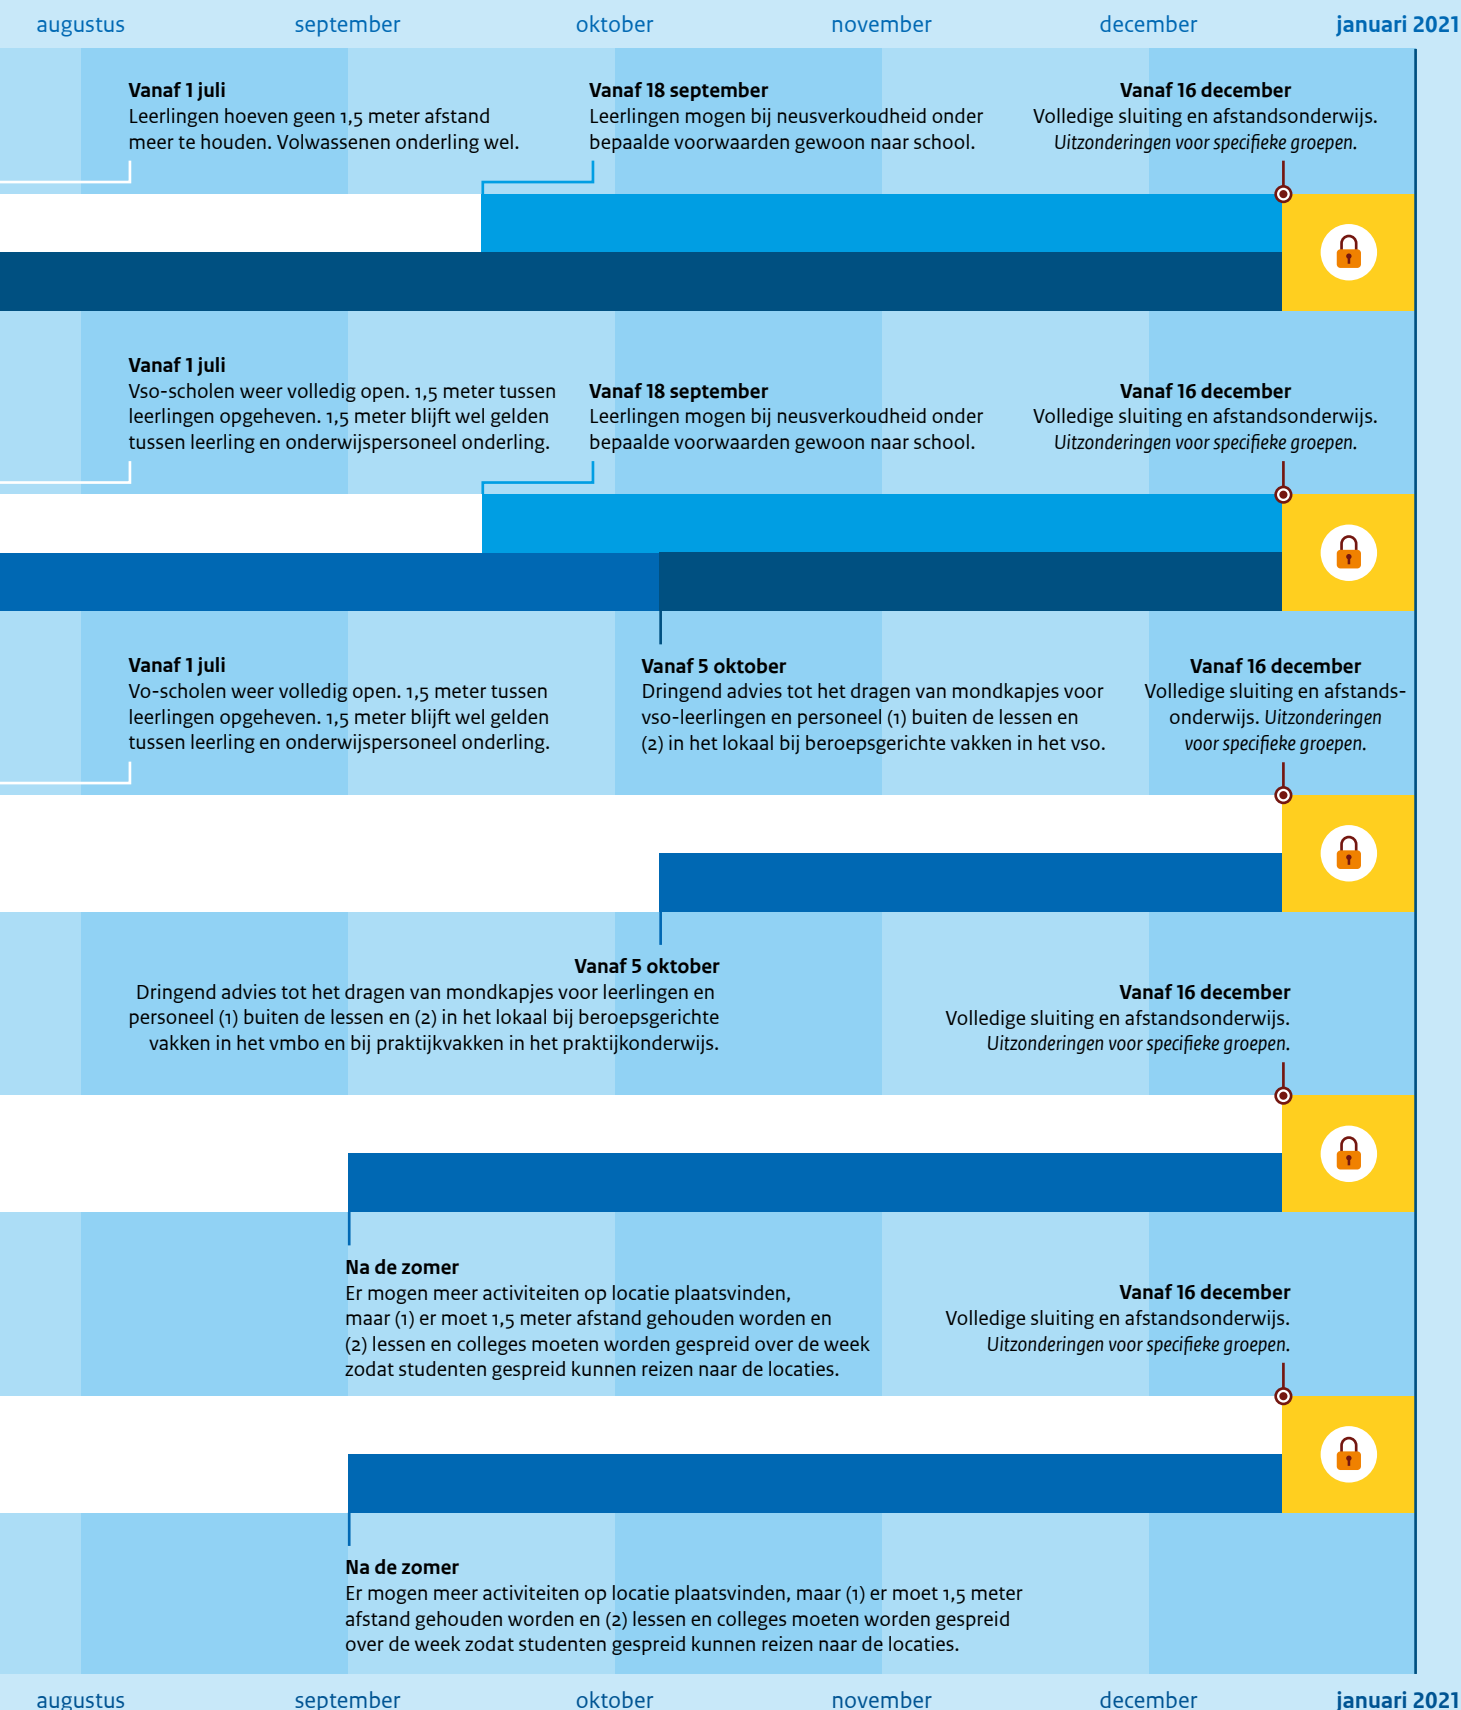 augustus september oktober november december januari 2021
Vanaf 1 juli
Leerlingen hoeven geen 1,5 meter afstand
meer te houden. Volwassenen onderling wel.
Vanaf 18 september
Leerlingen mogen bij neusverkoudheid onder
bepaalde voorwaarden gewoon naar school.
Vanaf 16 december
Volledige sluiting en afstandsonderwijs.
Uitzonderingen voor specifieke groepen.
Vanaf 1 juli
Vso-scholen weer volledig open. 1,5 meter tussen
leerlingen opgeheven. 1,5 meter blijft wel gelden
tussen leerling en onderwijspersoneel onderling.
Vanaf 18 september
Leerlingen mogen bij neusverkoudheid onder
bepaalde voorwaarden gewoon naar school.
Vanaf 16 december
Volledige sluiting en afstandsonderwijs.
Uitzonderingen voor specifieke groepen.
Vanaf 1 juli
Vo-scholen weer volledig open. 1,5 meter tussen
leerlingen opgeheven. 1,5 meter blijft wel gelden
tussen leerling en onderwijspersoneel onderling.
Vanaf 5 oktober
Dringend advies tot het dragen van mondkapjes voor
vso-leerlingen en personeel (1) buiten de lessen en
(2) in het lokaal bij beroepsgerichte vakken in het vso.
Vanaf 16 december
Volledige sluiting en afstands-
onderwijs. Uitzonderingen
voor specifieke groepen.
Vanaf 5 oktober
Dringend advies tot het dragen van mondkapjes voor leerlingen en
personeel (1) buiten de lessen en (2) in het lokaal bij beroepsgerichte
vakken in het vmbo en bij praktijkvakken in het praktijkonderwijs.
Vanaf 16 december
Volledige sluiting en afstandsonderwijs.
Uitzonderingen voor specifieke groepen.
Na de zomer
Er mogen meer activiteiten op locatie plaatsvinden,
maar (1) er moet 1,5 meter afstand gehouden worden en
(2) lessen en colleges moeten worden gespreid over de week
zodat studenten gespreid kunnen reizen naar de locaties.
Vanaf 16 december
Volledige sluiting en afstandsonderwijs.
Uitzonderingen voor specifieke groepen.
Na de zomer
Er mogen meer activiteiten op locatie plaatsvinden, maar (1) er moet 1,5 meter
afstand gehouden worden en (2) lessen en colleges moeten worden gespreid
over de week zodat studenten gespreid kunnen reizen naar de locaties.
augustus september oktober november december januari 2021